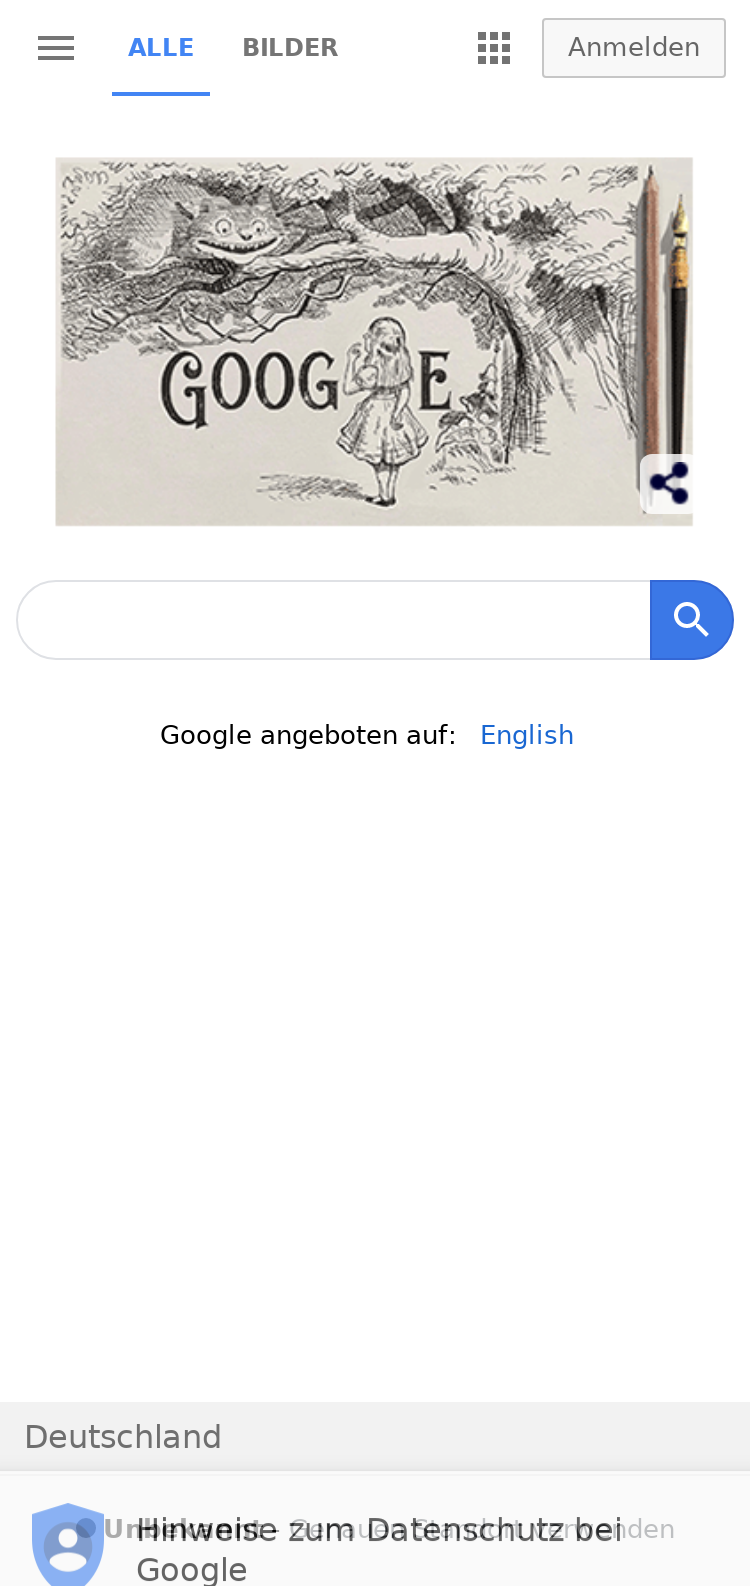 ALLE BILDER Anmelden
GOOG E
Google angeboten auf: English
Deutschland
Unbekannt - Genauen Standort verwenden
Hinweise zum Datenschutz bei
Google